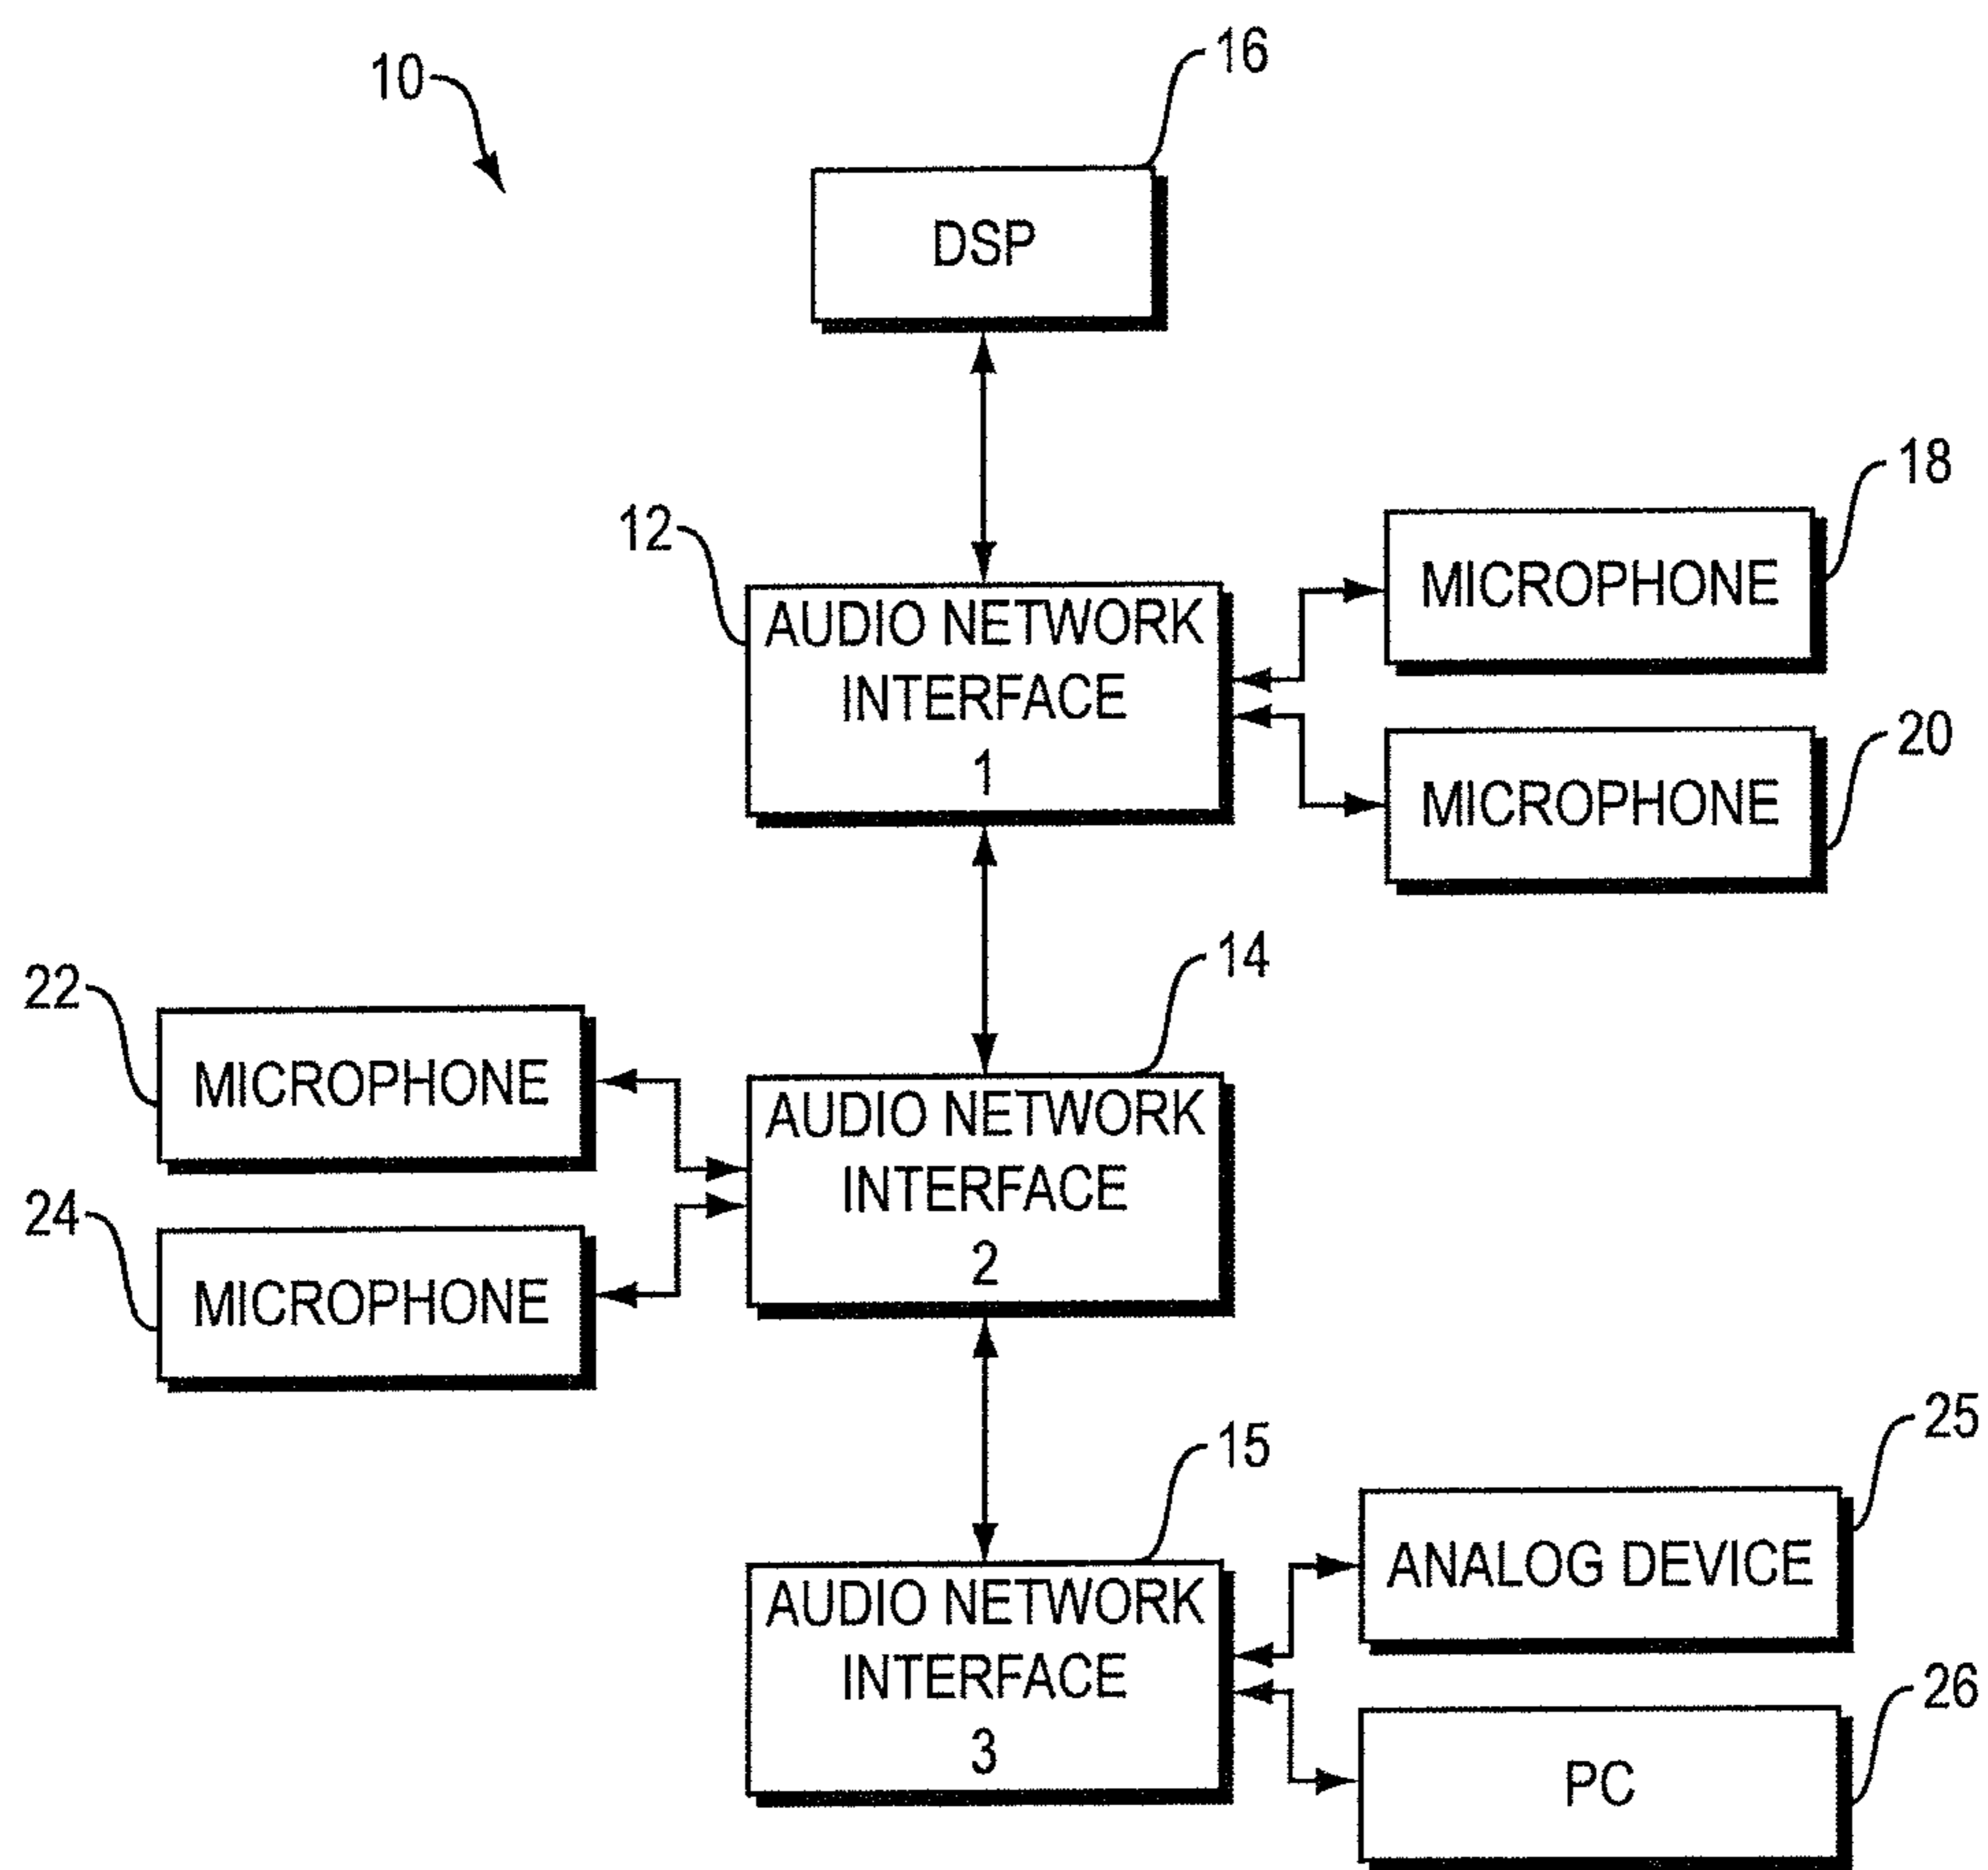 10
16
DSP
12
AUDIO NETWORK
INTERFACE
1
18
MICROPHONE
20
MICROPHONE
22
MICROPHONE
24
MICROPHONE
14
AUDIO NETWORK
INTERFACE
2
15
AUDIO NETWORK
INTERFACE
3
25
ANALOG DEVICE
26
PC